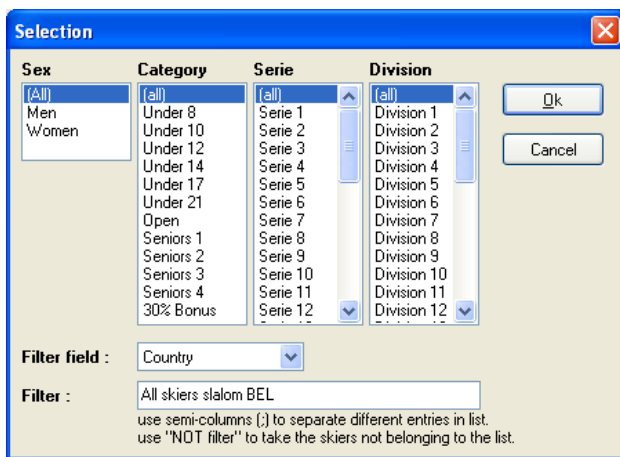 Selection
Sex
(All)
Men
Women
Category
(all)
Under 8
Under 10
Under 12
Under 14
Under 17
Under 21
Open
Seniors 1
Seniors 2
Seniors 3
Seniors 4
30% Bonus
Serie
(all)
Serie 1
Serie 2
Serie 3
Serie 4
Serie 5
Serie 6
Serie 7
Serie 8
Serie 9
Serie 10
Serie 11
Serie 12
Division
(all)
Division 1
Division 2
Division 3
Division 4
Division 5
Division 6
Division 7
Division 8
Division 9
Division 10
Division 11
Division 12
Ok
Cancel
Filter field :
Country
Filter :
All skiers slalom BEL
use semi-columns (;) to separate different entries in list.
use "NOT filter" to take the skiers not belonging to the list.